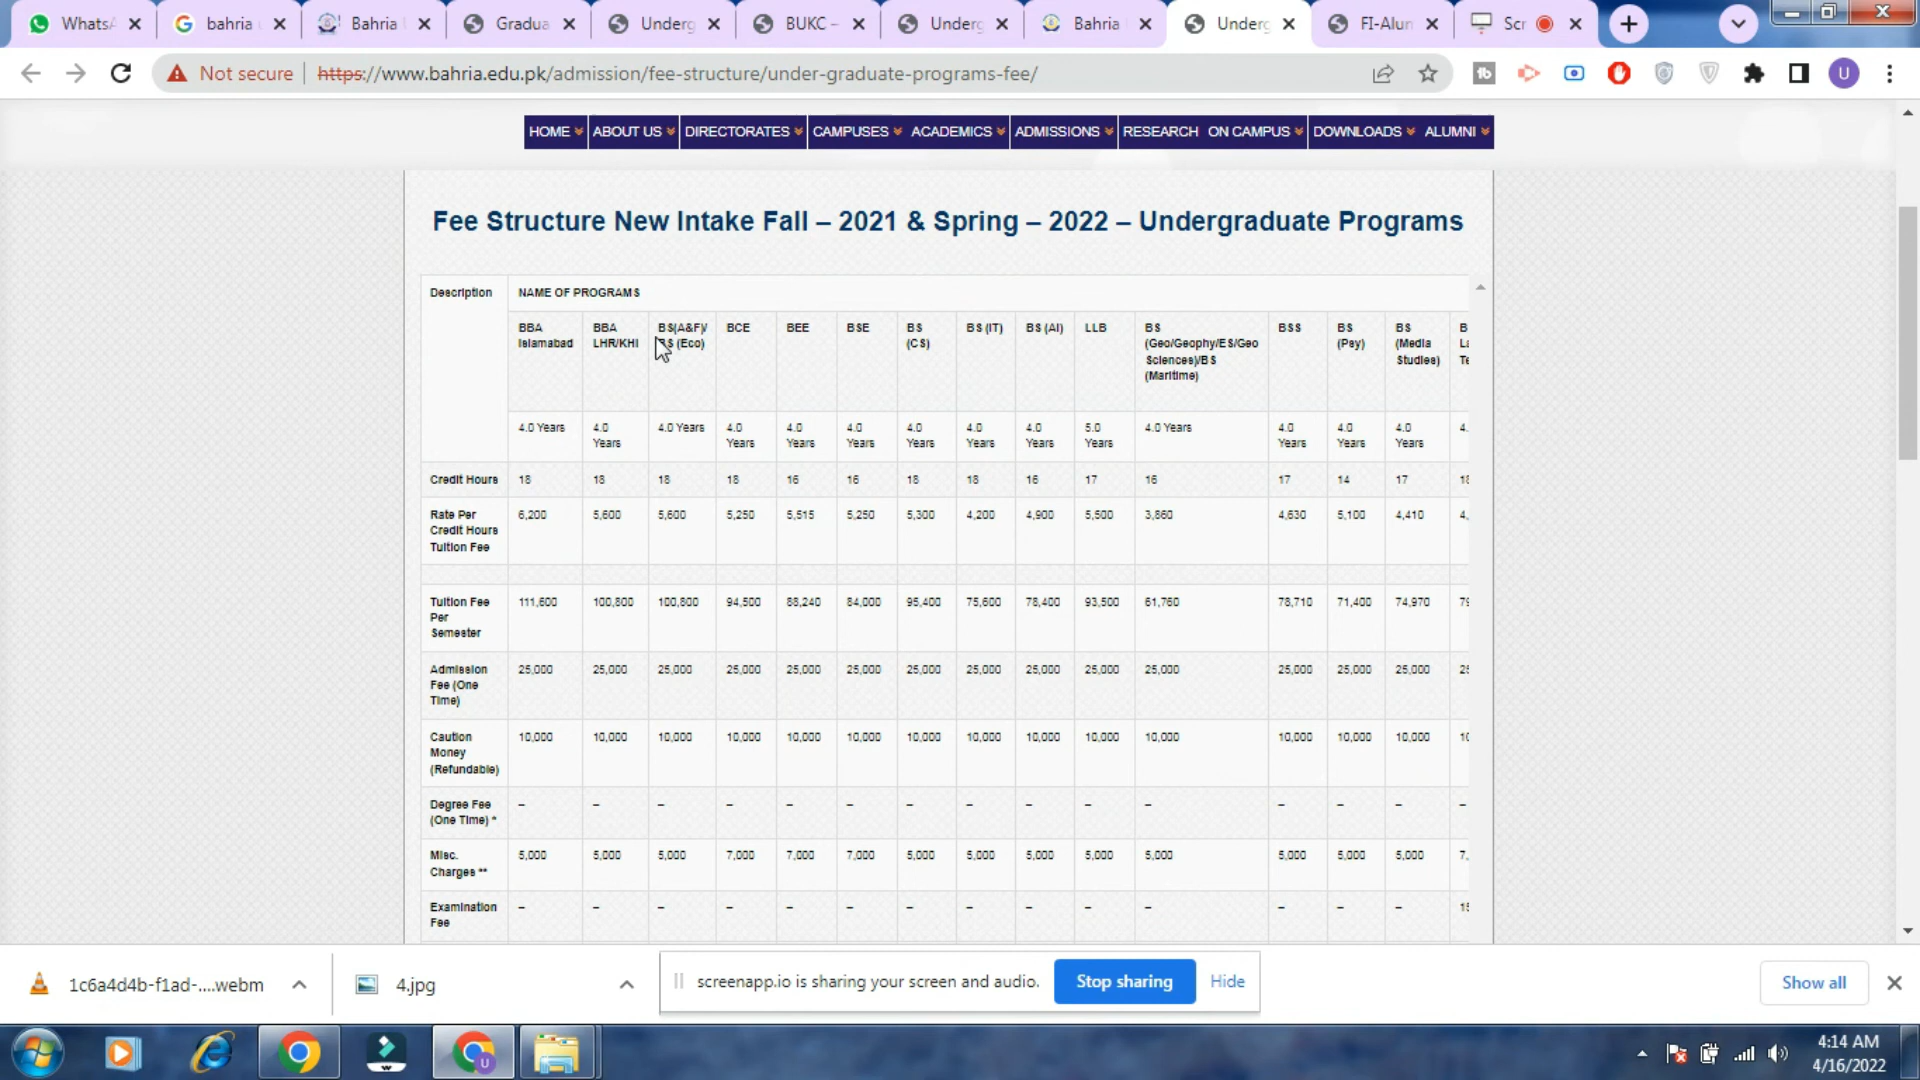 WhatsA
bahria
Bahria
Gradua
Underg
BUKC –
Underg
Bahria
Underg
FI-Alun
Scr
Not secure
https://www.bahria.edu.pk/admission/fee-structure/under-graduate-programs-fee/
U
HOME ABOUT US DIRECTORATES CAMPUSES ACADEMICS ADMISSIONS RESEARCH ON CAMPUS DOWNLOADS ALUMNI
Fee Structure New Intake Fall – 2021 & Spring – 2022 – Undergraduate Programs
Description NAME OF PROGRAMS
BBA Islamabad
BBA LHR/KHI
BS(A&F)/ BS (Eco)
BCE
BEE
BSE
BS (CS)
BS (IT)
BS (AI)
LLB
BS (Geo/Geophy/ES/Geo Sciences)/BS (Maritime)
BSS
BS (Psy)
BS (Media Studies)
B La Te
4.0 Years 4.0 Years 4.0 Years 4.0 Years 4.0 Years 4.0 Years 4.0 Years 4.0 Years 4.0 Years 5.0 Years 4.0 Years 4.0 Years 4.0 Years 4.0 Years 4.
Credit Hours 18 18 18 18 16 16 18 18 16 17 16 17 14 17 18
Rate Per Credit Hours Tuition Fee 6,200 5,600 5,600 5,250 5,515 5,250 5,300 4,200 4,900 5,500 3,860 4,630 5,100 4,410 4,
Tuition Fee Per Semester 111,600 100,800 100,800 94,500 88,240 84,000 95,400 75,600 78,400 93,500 61,760 78,710 71,400 74,970 79
Admission Fee (One Time) 25,000 25,000 25,000 25,000 25,000 25,000 25,000 25,000 25,000 25,000 25,000 25,000 25,000 25,000 25
Caution Money (Refundable) 10,000 10,000 10,000 10,000 10,000 10,000 10,000 10,000 10,000 10,000 10,000 10,000 10,000 10,000 10
Degree Fee (One Time) * – – – – – – – – – – – – – – –
Misc. Charges ** 5,000 5,000 5,000 7,000 7,000 7,000 5,000 5,000 5,000 5,000 5,000 5,000 5,000 5,000 7,
Examination Fee – – – – – – – – – – – – – – 15
1c6a4d4b-f1ad-....webm
4.jpg
screenapp.io is sharing your screen and audio.
Stop sharing
Hide
Show all
4:14 AM
4/16/2022